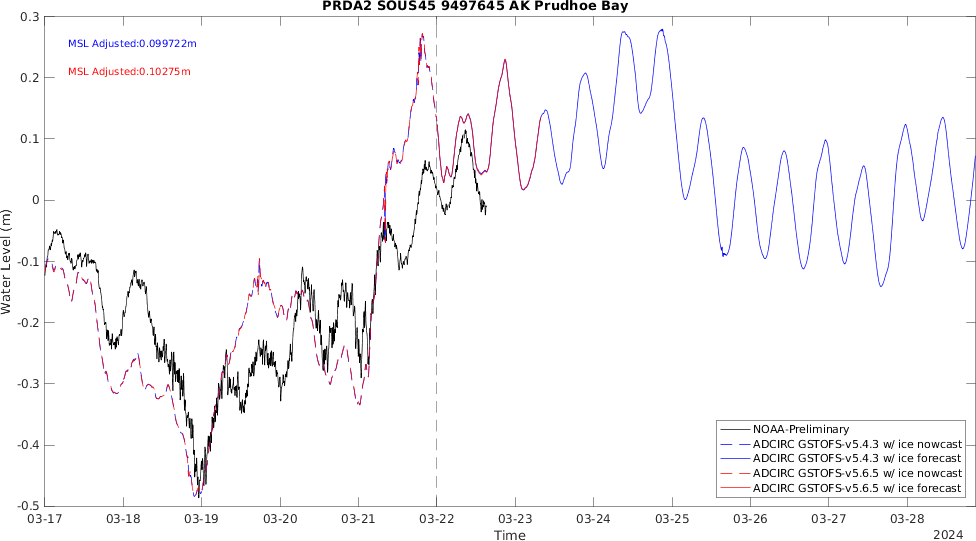 PRDA2 SOUS45 9497645 AK Prudhoe Bay
MSL Adjusted:0.099722m
MSL Adjusted:0.10275m
Water Level (m)
0.3
0.2
0.1
0
-0.1
-0.2
-0.3
-0.4
-0.5
NOAA-Preliminary
ADCIRC GSTOFS-v5.4.3 w/ ice nowcast
ADCIRC GSTOFS-v5.4.3 w/ ice forecast
ADCIRC GSTOFS-v5.6.5 w/ ice nowcast
ADCIRC GSTOFS-v5.6.5 w/ ice forecast
03-17 03-18 03-19 03-20 03-21 03-22 03-23 03-24 03-25 03-26 03-27 03-28
Time
2024